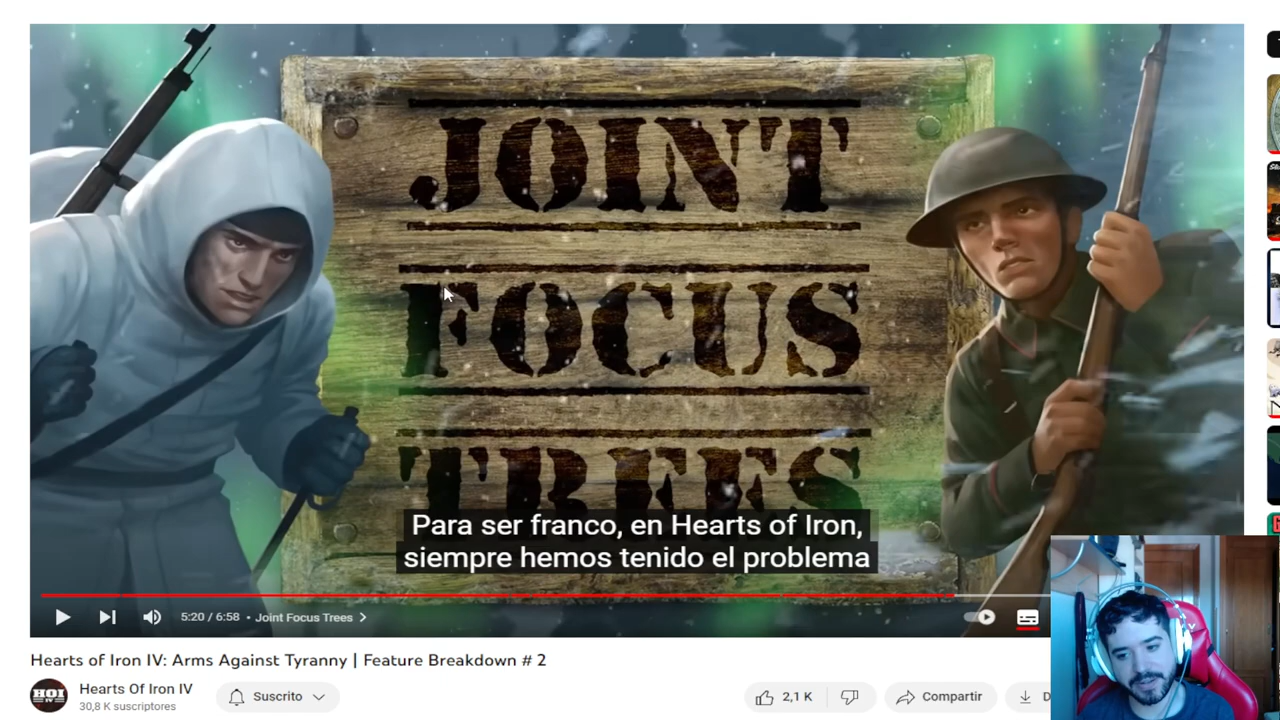 JOINT
FOCUS
TREES
Para ser franco, en Hearts of Iron,
siempre hemos tenido el problema
5:20 / 6:58 • Joint Focus Trees
Hearts of Iron IV: Arms Against Tyranny | Feature Breakdown # 2
HOI
IV
Hearts Of Iron IV
30,8 K suscriptores
Suscrito
2,1 K
Compartir